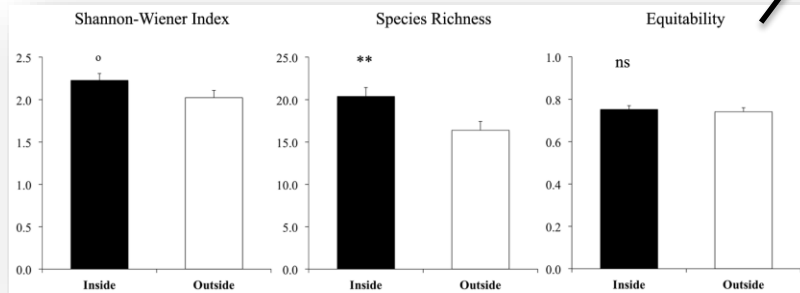 Shannon-Wiener Index
2.5
2.0
1.5
1.0
0.5
0.0
o
Inside Outside
Species Richness
25.0
20.0
15.0
10.0
5.0
0.0
**
Inside Outside
Equitability
1.0
0.8
0.6
0.4
0.2
0.0
ns
Inside Outside